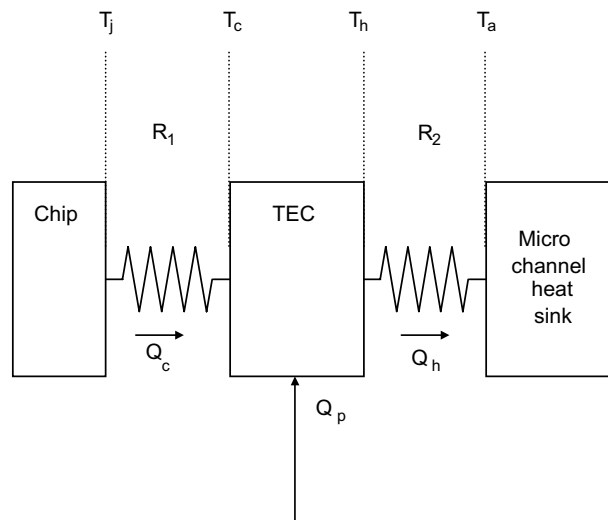 T_j T_c T_h T_a
R_1 R_2
Chip TEC
Micro
channel
heat
sink
Q_c Q_h
Q_p